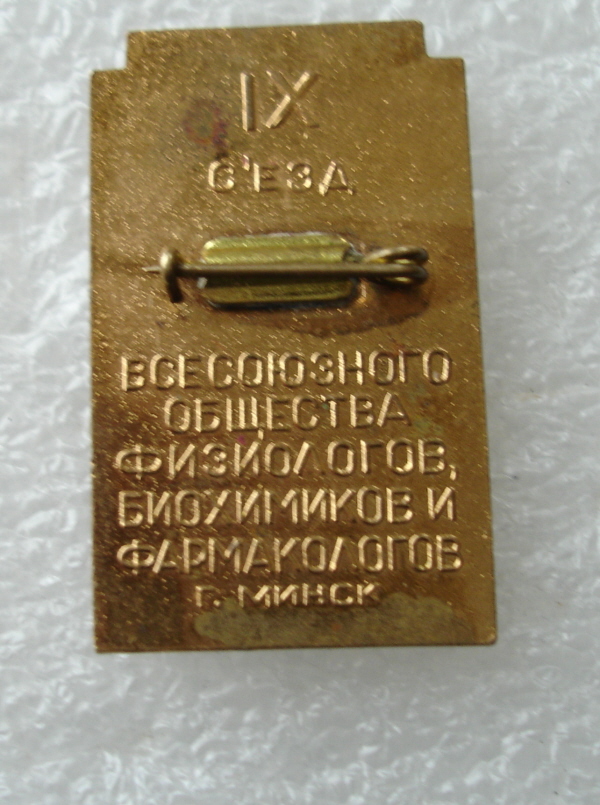 IX
С'ЕЗД
ВСЕСОЮЗНОГО
ОБЩЕСТВА
ФИЗИОЛОГОВ,
БИОХИМИКОВ И
ФАРМАКОЛОГОВ
Г. МИНСК